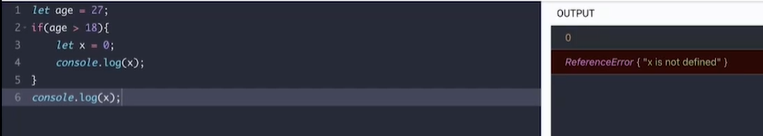 1 let age = 27;
2 if(age > 18){
3 let x = 0;
4 console.log(x);
5 }
6 console.log(x);
OUTPUT
0
ReferenceError { "x is not defined" }